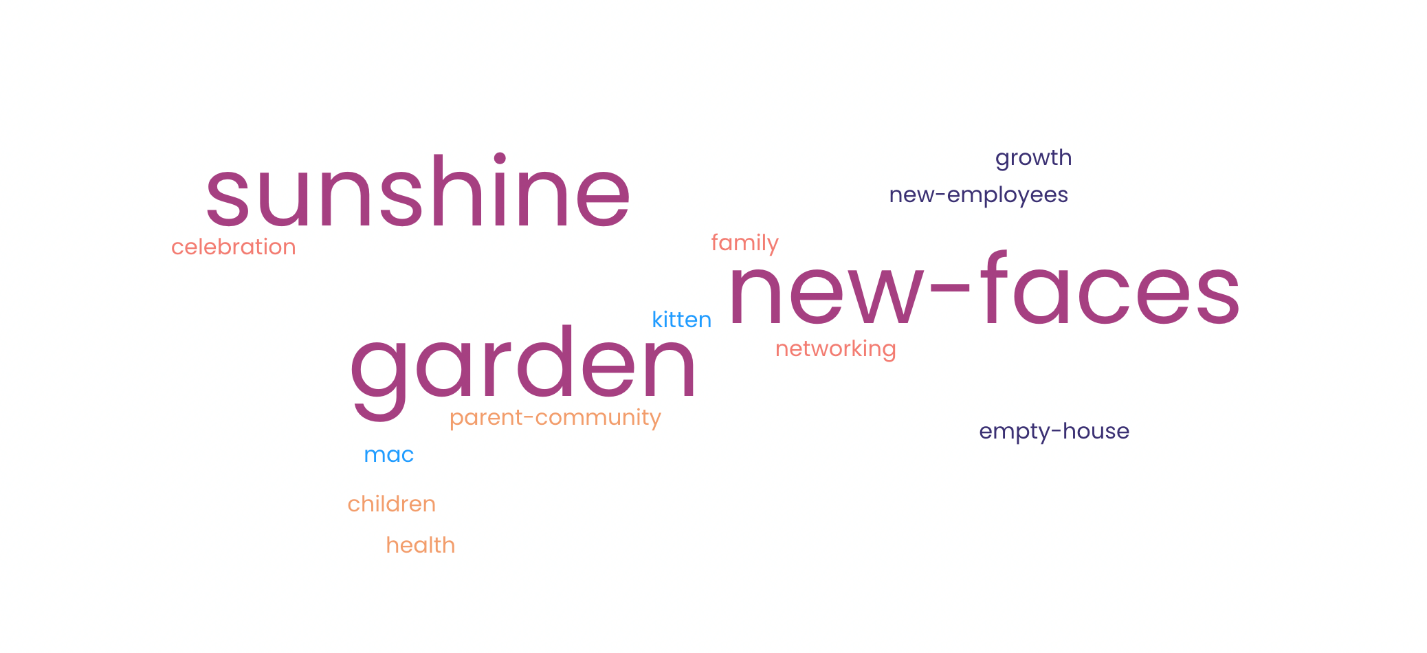 growth
sunshine
new-employees
celebration
family
new-faces
kitten
networking
garden
parent-community
empty-house
mac
children
health